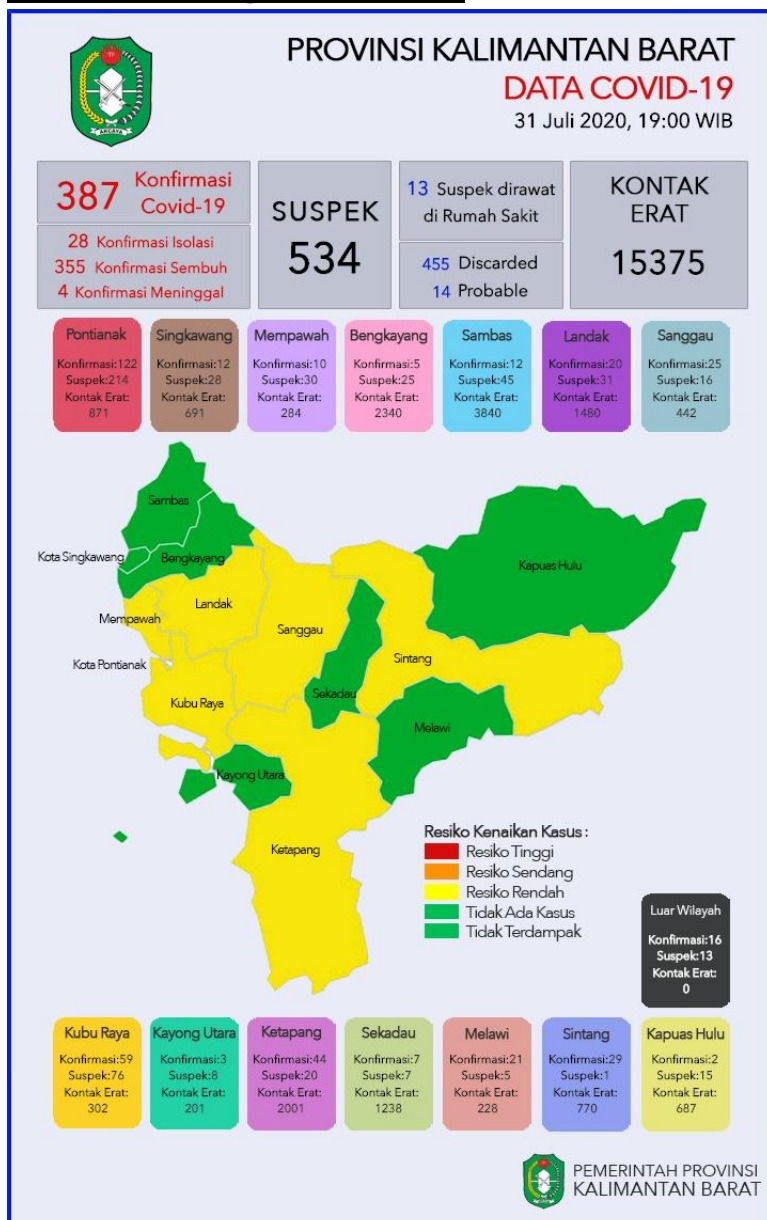 PROVINSI KALIMANTAN BARAT
DATA COVID-19
31 Juli 2020, 19:00 WIB
387 Konfirmasi
Covid-19
28 Konfirmasi Isolasi
355 Konfirmasi Sembuh
4 Konfirmasi Meninggal
SUSPEK
534
13 Suspek dirawat
di Rumah Sakit
455 Discarded
14 Probable
KONTAK
ERAT
15375
Pontianak
Konfirmasi:122
Suspek:214
Kontak Erat:
871
Singkawang
Konfirmasi:12
Suspek:28
Kontak Erat:
691
Mempawah
Konfirmasi:10
Suspek:30
Kontak Erat:
284
Bengkayang
Konfirmasi:5
Suspek:25
Kontak Erat:
2340
Sambas
Konfirmasi:12
Suspek:45
Kontak Erat:
3840
Landak
Konfirmasi:20
Suspek:31
Kontak Erat:
1480
Sanggau
Konfirmasi:25
Suspek:16
Kontak Erat:
442
Sambas
Kota Singkawang
Bengkayang
Kapuas Hulu
Landak
Mempawah
Sanggau
Kota Pontianak
Sintang
Kubu Raya
Sekadau
Melawi
Kayong Utara
Ketapang
Resiko Kenaikan Kasus :
Resiko Tinggi
Resiko Sendang
Resiko Rendah
Tidak Ada Kasus
Tidak Terdampak
Luar Wilayah
Konfirmasi:16
Suspek:13
Kontak Erat:
0
Kubu Raya
Konfirmasi:59
Suspek:76
Kontak Erat:
302
Kayong Utara
Konfirmasi:3
Suspek:8
Kontak Erat:
201
Ketapang
Konfirmasi:44
Suspek:20
Kontak Erat:
2001
Sekadau
Konfirmasi:7
Suspek:7
Kontak Erat:
1238
Melawi
Konfirmasi:21
Suspek:5
Kontak Erat:
228
Sintang
Konfirmasi:29
Suspek:1
Kontak Erat:
770
Kapuas Hulu
Konfirmasi:2
Suspek:15
Kontak Erat:
687
PEMERINTAH PROVINSI
KALIMANTAN BARAT